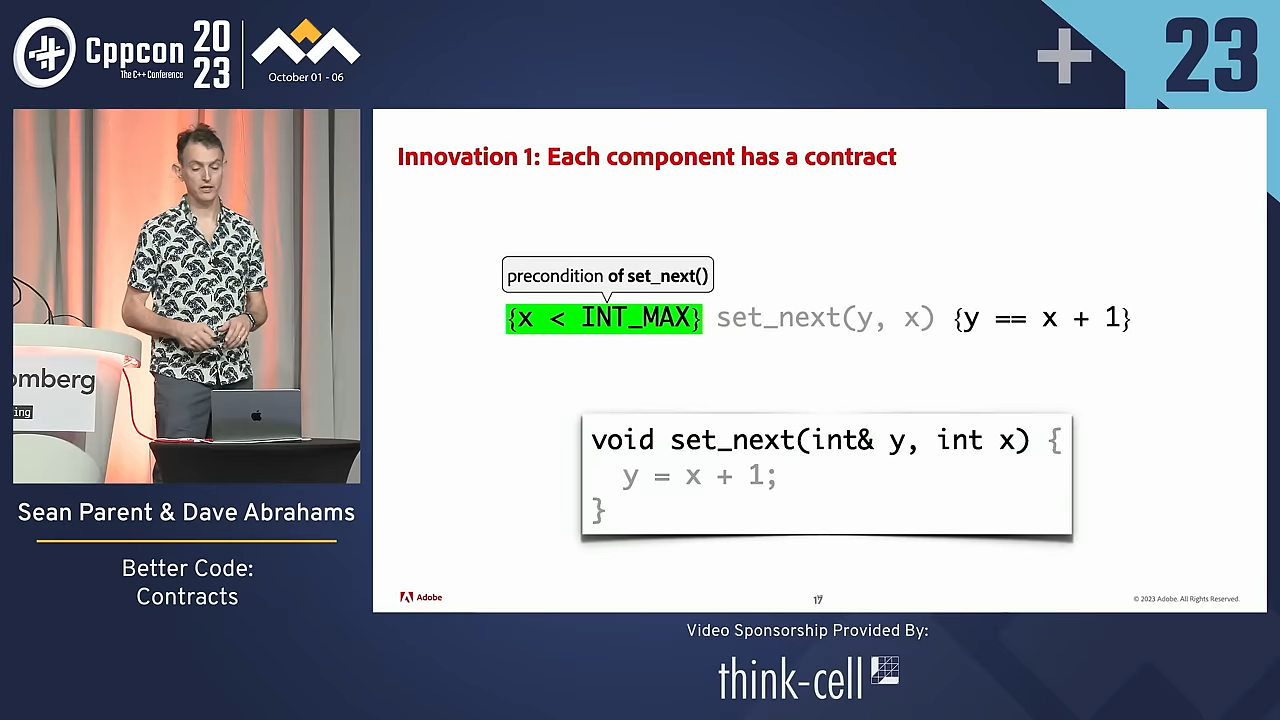 cppcon
The C++ Conference
20
23
October 01 - 06
23
Innovation 1: Each component has a contract
precondition of set_next()
{x < INT_MAX} set_next(y, x) {y == x + 1}
void set_next(int& y, int x) {
y = x + 1;
}
omberg
ing
Sean Parent & Dave Abrahams
Better Code:
Contracts
Adobe
17
© 2023 Adobe. All Rights Reserved.
Video Sponsorship Provided By:
think-cell